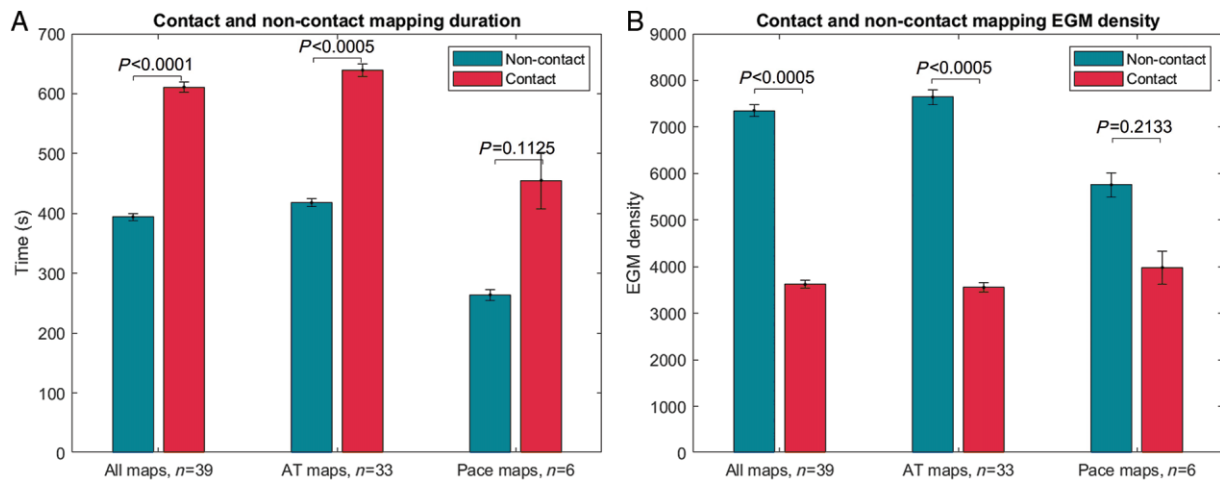 A
Contact and non-contact mapping duration
Time (s)
700
600
500
400
300
200
100
0
Non-contact
Contact
P<0.0001
P<0.0005
P=0.1125
All maps, n=39
AT maps, n=33
Pace maps, n=6
B
Contact and non-contact mapping EGM density
EGM density
9000
8000
7000
6000
5000
4000
3000
2000
1000
0
Non-contact
Contact
P<0.0005
P<0.0005
P=0.2133
All maps, n=39
AT maps, n=33
Pace maps, n=6